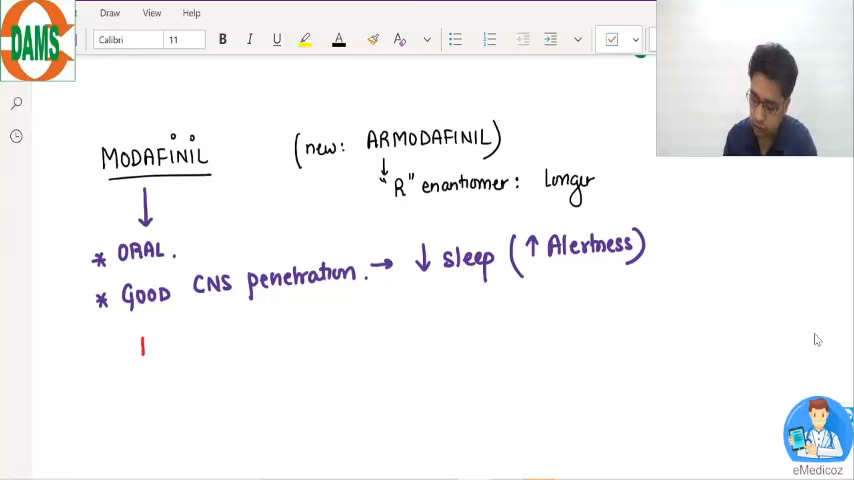 DAMS
Draw View Help
Calibri 11 B I U A
MODAFINIL (new: ARMODAFINIL)
"R" enantiomer: Longer
* ORAL.
* GOOD CNS penetration. → ↓ sleep (↑ Alertness)
eMedicoz